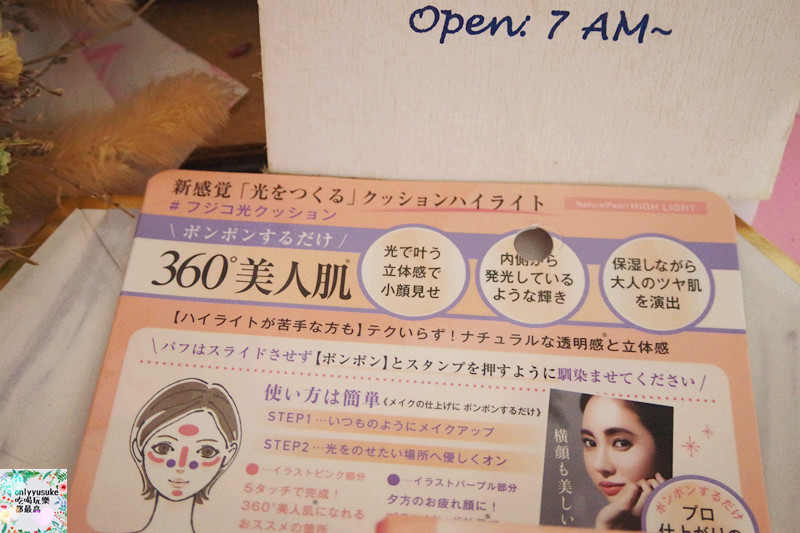 Open: 7 AM~
新感覚「光をつくる」クッションハイライト
NaturalPearl HIGH LIGHT
#フジコ光クッション
\ ポンポンするだけ /
360°美人肌※
光で叶う
立体感で
小顔見せ
内側から
発光している
ような輝き
保湿しながら
大人のツヤ肌
を演出
【ハイライトが苦手な方も】テクいらず!ナチュラルな透明感※と立体感
\ パフはスライドさせず【ポンポン】とスタンプを押すように馴染ませてください /
使い方は簡単《メイクの仕上げに ポンポンするだけ》
STEP1…いつものようにメイクアップ
STEP2…光をのせたい場所へ優しくオン
●…イラストピンク部分
5タッチで完成!
360°美人肌※になれる
おススメの箇所
●…イラストパープル部分
夕方のお疲れ顔に!
横顔も美しい
ポンポンするだけ
プロ
仕上がりの
onlyyusuke
吃喝玩樂
都最高